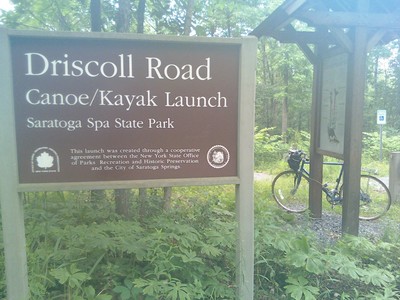 Driscoll Road
Canoe/Kayak Launch
Saratoga Spa State Park
This launch was created through a cooperative
agreement between the New York State Office
of Parks, Recreation and Historic Preservation
and the City of Saratoga Springs.